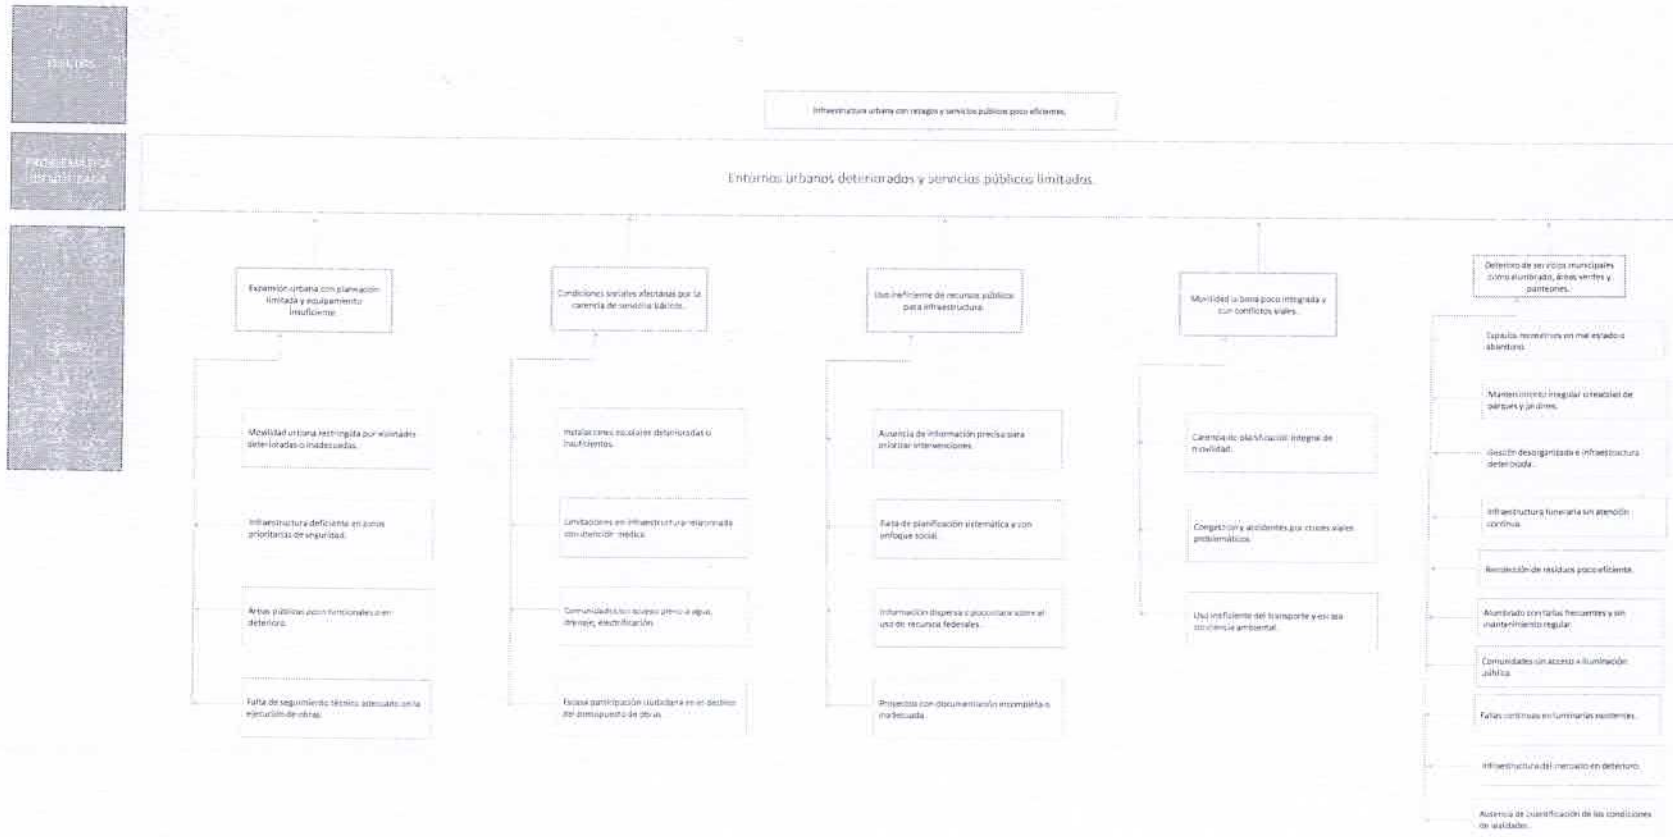 EFECTOS
Infraestructura urbana con rezagos y servicios públicos poco eficientes.
PROBLEMÁTICA
IDENTIFICADA
Entornos urbanos deteriorados y servicios públicos limitados.
Expansión urbana con planeación
limitada y equipamiento
insuficiente.
Movilidad urbana restringida por vialidades
deterioradas o inadecuadas.
Infraestructura deficiente en zonas
prioritarias de seguridad.
Áreas públicas poco funcionales o en
deterioro.
Falta de seguimiento técnico adecuado en la
ejecución de obras.
Condiciones sociales afectadas por la
carencia de servicios básicos.
Instalaciones escolares deterioradas o
insuficientes.
Limitaciones en infraestructura relacionada
con atención médica.
Comunidades sin acceso pleno a agua,
drenaje, electrificación.
Escasa participación ciudadana en el destino
del presupuesto de obras.
Uso ineficiente de recursos públicos
para infraestructura.
Ausencia de información precisa para
priorizar intervenciones.
Falta de planificación sistemática y con
enfoque social.
Información dispersa o poco clara sobre el
uso de recursos federales.
Proyectos con documentación incompleta o
inadecuada.
Movilidad urbana poco integrada y
con conflictos viales.
Carencia de planificación integral de
movilidad.
Congestión y accidentes por cruces viales
problemáticos.
Uso ineficiente del transporte y escasa
conciencia ambiental.
Deterioro de servicios municipales
como alumbrado, áreas verdes y
panteones.
Espacios recreativos en mal estado o
abandono.
Mantenimiento irregular o reactivo de
parques y jardines.
Gestión desorganizada e infraestructura
deteriorada.
Infraestructura funeraria sin atención
continua.
Recolección de residuos poco eficiente.
Alumbrado con fallas frecuentes y sin
mantenimiento regular.
Comunidades sin acceso a iluminación
pública.
Fallas continuas en luminarias existentes.
Infraestructura del mercado en deterioro.
Ausencia de cuantificación de las condiciones
de vialidades.